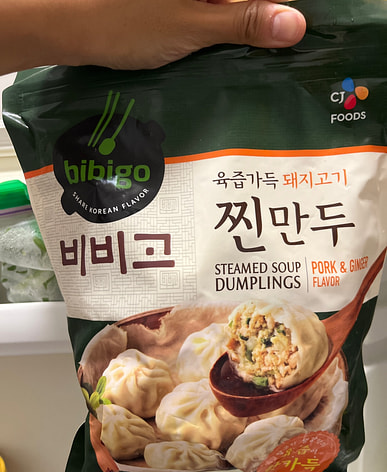 CJ
FOODS
bibigo
SHARE KOREAN FLAVOR
비비고
육즙가득 돼지고기
찐만두
STEAMED SOUP
DUMPLINGS
PORK & GINGER
FLAVOR